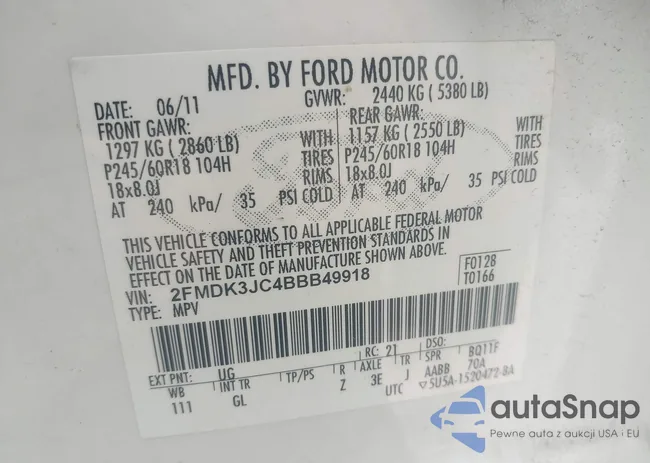 MFD. BY FORD MOTOR CO.
DATE: 06/11 GVWR: 2440 KG ( 5380 LB)
FRONT GAWR: REAR GAWR:
1297 KG ( 2860 LB) WITH 1157 KG ( 2550 LB) WITH
P245/60R18 104H TIRES P245/60R18 104H TIRES
18x8.0J RIMS 18x8.0J RIMS
AT 240 kPa/ 35 PSI COLD AT 240 kPa/ 35 PSI COLD
THIS VEHICLE CONFORMS TO ALL APPLICABLE FEDERAL MOTOR
VEHICLE SAFETY AND THEFT PREVENTION STANDARDS IN
EFFECT ON THE DATE OF MANUFACTURE SHOWN ABOVE.
VIN: 2FMDK3JC4BBB49918 F0128
TYPE: MPV T0166
EXT PNT: UG RC: 21 DSO:
WB INT TR TP/PS R AXLE TR SPR BQ11F
111 GL Z 3E J AABB 70A
UTC ▽5U5A-1520472-BA
autaSnap
Pewne auta z aukcji USA i EU